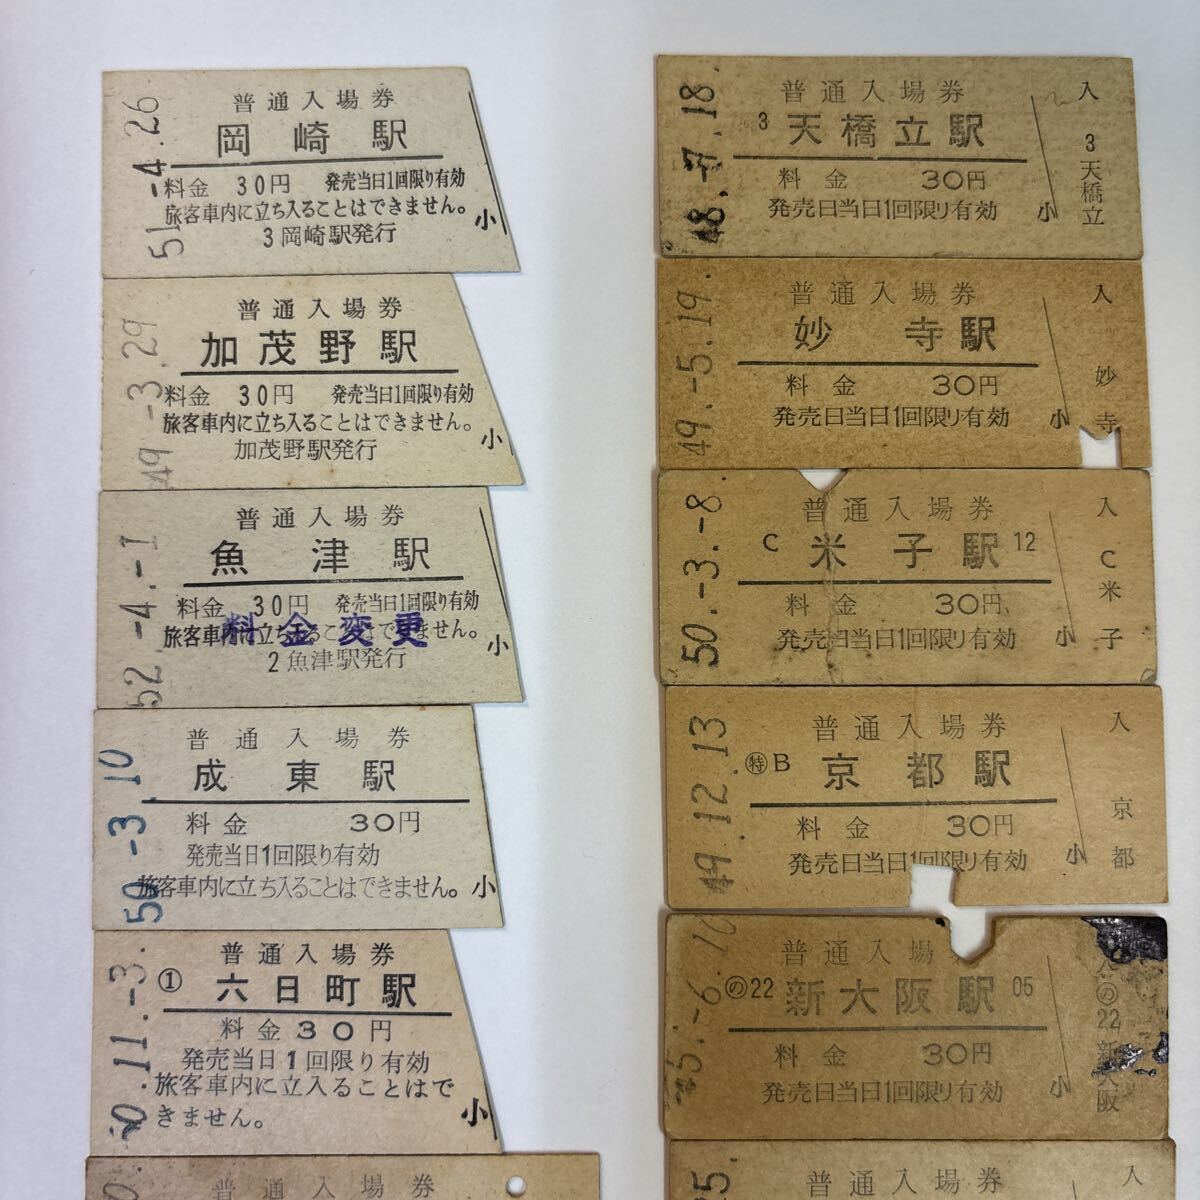 51.-4.26
普通入場券
岡崎駅
料金 30円 発売当日1回限り有効
旅客車内に立ち入ることはできません。
3 岡崎駅発行
小
49.-3.29
普通入場券
加茂野駅
料金 30円 発売当日1回限り有効
旅客車内に立ち入ることはできません。
加茂野駅発行
小
52.-4.-1
普通入場券
魚津駅
料金 30円 発売当日1回限り有効
旅客車内に立ち入ることはできません。
料金変更
2 魚津駅発行
小
50.-3.10
普通入場券
成東駅
料金 30円
発売当日1回限り有効
旅客車内に立ち入ることはできません。
小
0.11.-3.
普通入場券
① 六日町駅
料金30円
発売当日1回限り有効
旅客車内に立入ることはで
きません。
小
普通入場券
48.-7.18.
普通入場券
3 天橋立駅
料金 30円
発売日当日1回限り有効
小
入 3 天橋立
49.-5.19.
普通入場券
妙寺駅
料金 30円
発売日当日1回限り有効
小
入 妙寺
50.-3.-8.
普通入場券
C 米子駅 12
料金 30円
発売日当日1回限り有効
小
入 C 米子
49.12.13
普通入場券
㊕B 京都駅
料金 30円
発売日当日1回限り有効
小
入 京都
45.-6.10
普通入場
の22 新大阪駅 05
料金 30円
発売日当日1回限り有効
小
の22 新大阪
普通入場券
入